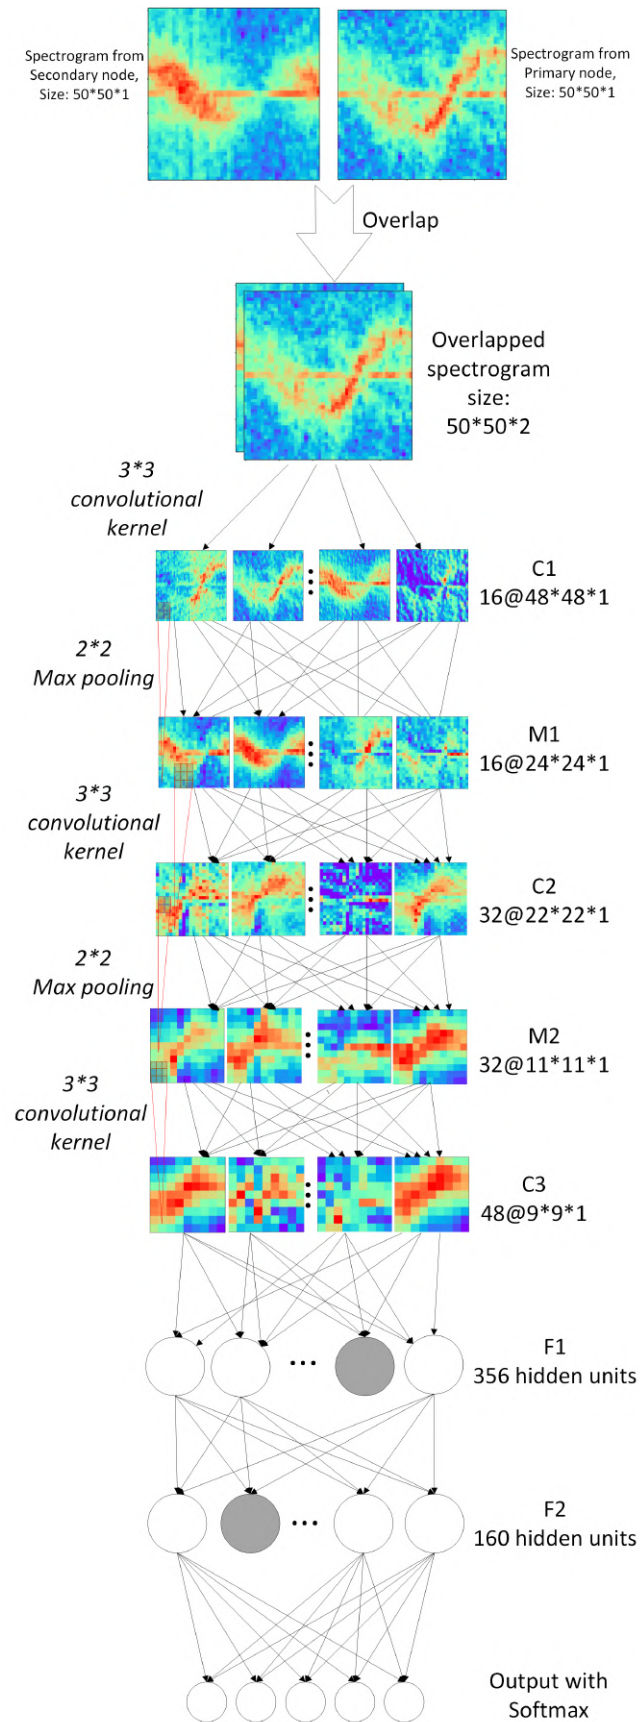 Spectrogram from
Secondary node,
Size: 50*50*1
Spectrogram from
Primary node,
Size: 50*50*1
Overlap
Overlapped
spectrogram
size:
50*50*2
3*3
convolutional
kernel
C1
16@48*48*1
2*2
Max pooling
M1
16@24*24*1
3*3
convolutional
kernel
C2
32@22*22*1
2*2
Max pooling
M2
32@11*11*1
3*3
convolutional
kernel
C3
48@9*9*1
F1
356 hidden units
F2
160 hidden units
Output with
Softmax